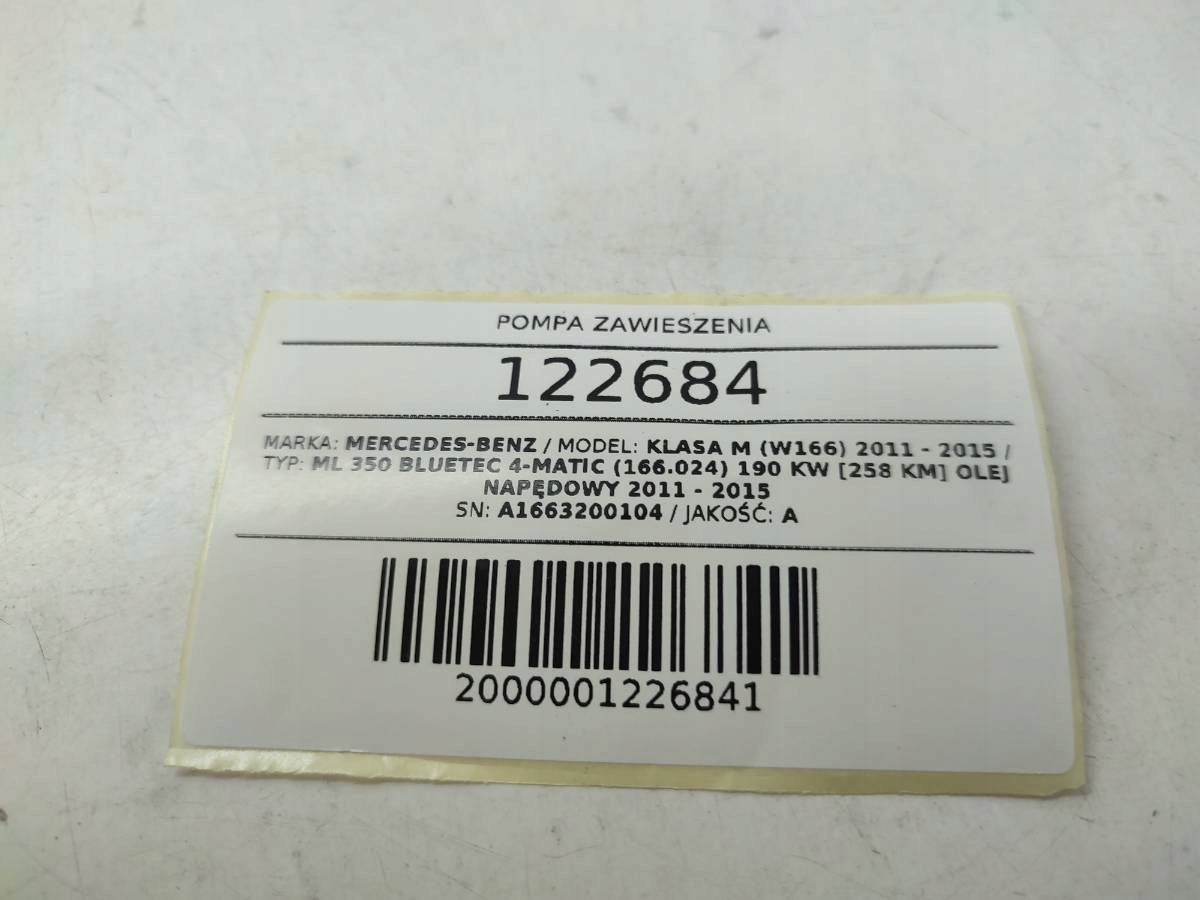 POMPA ZAWIESZENIA
122684
MARKA: MERCEDES-BENZ / MODEL: KLASA M (W166) 2011 - 2015 /
TYP: ML 350 BLUETEC 4-MATIC (166.024) 190 KW [258 KM] OLEJ
NAPĘDOWY 2011 - 2015
SN: A1663200104 / JAKOŚĆ: A
2000001226841